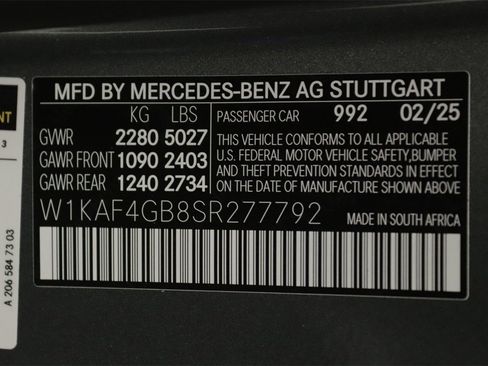 MFD BY MERCEDES-BENZ AG STUTTGART
KG LBS
GVWR 2280 5027
GAWR FRONT 1090 2403
GAWR REAR 1240 2734
PASSENGER CAR 992 02/25
THIS VEHICLE CONFORMS TO ALL APPLICABLE
U.S. FEDERAL MOTOR VEHICLE SAFETY, BUMPER
AND THEFT PREVENTION STANDARDS IN EFFECT
ON THE DATE OF MANUFACTURE SHOWN ABOVE
W1KAF4GB8SR277792
MADE IN SOUTH AFRICA
NT
3
A 206 584 73 03